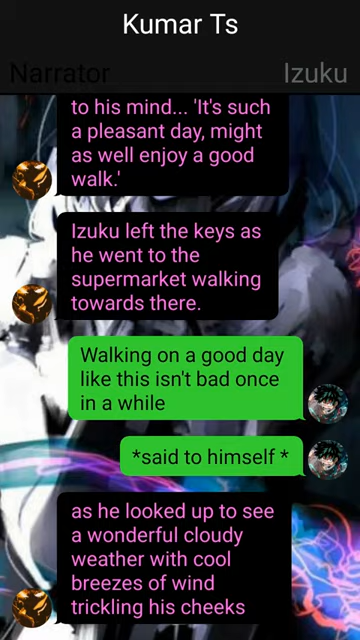 Kumar Ts
Narrator
Izuku
to his mind... 'It's such
a pleasant day, might
as well enjoy a good
walk.'
Izuku left the keys as
he went to the
supermarket walking
towards there.
Walking on a good day
like this isn't bad once
in a while
*said to himself *
as he looked up to see
a wonderful cloudy
weather with cool
breezes of wind
trickling his cheeks